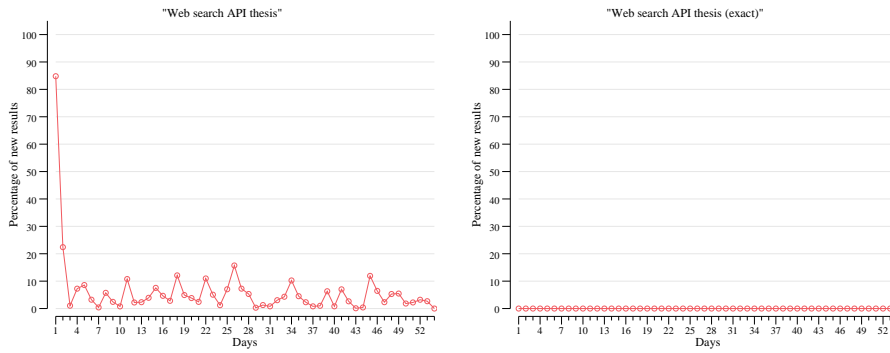 "Web search API thesis"
Percentage of new results
100
90
80
70
60
50
40
30
20
10
0
1 4 7 10 13 16 19 22 25 28 31 34 37 40 43 46 49 52
Days
"Web search API thesis (exact)"
Percentage of new results
100
90
80
70
60
50
40
30
20
10
0
1 4 7 10 13 16 19 22 25 28 31 34 37 40 43 46 49 52
Days